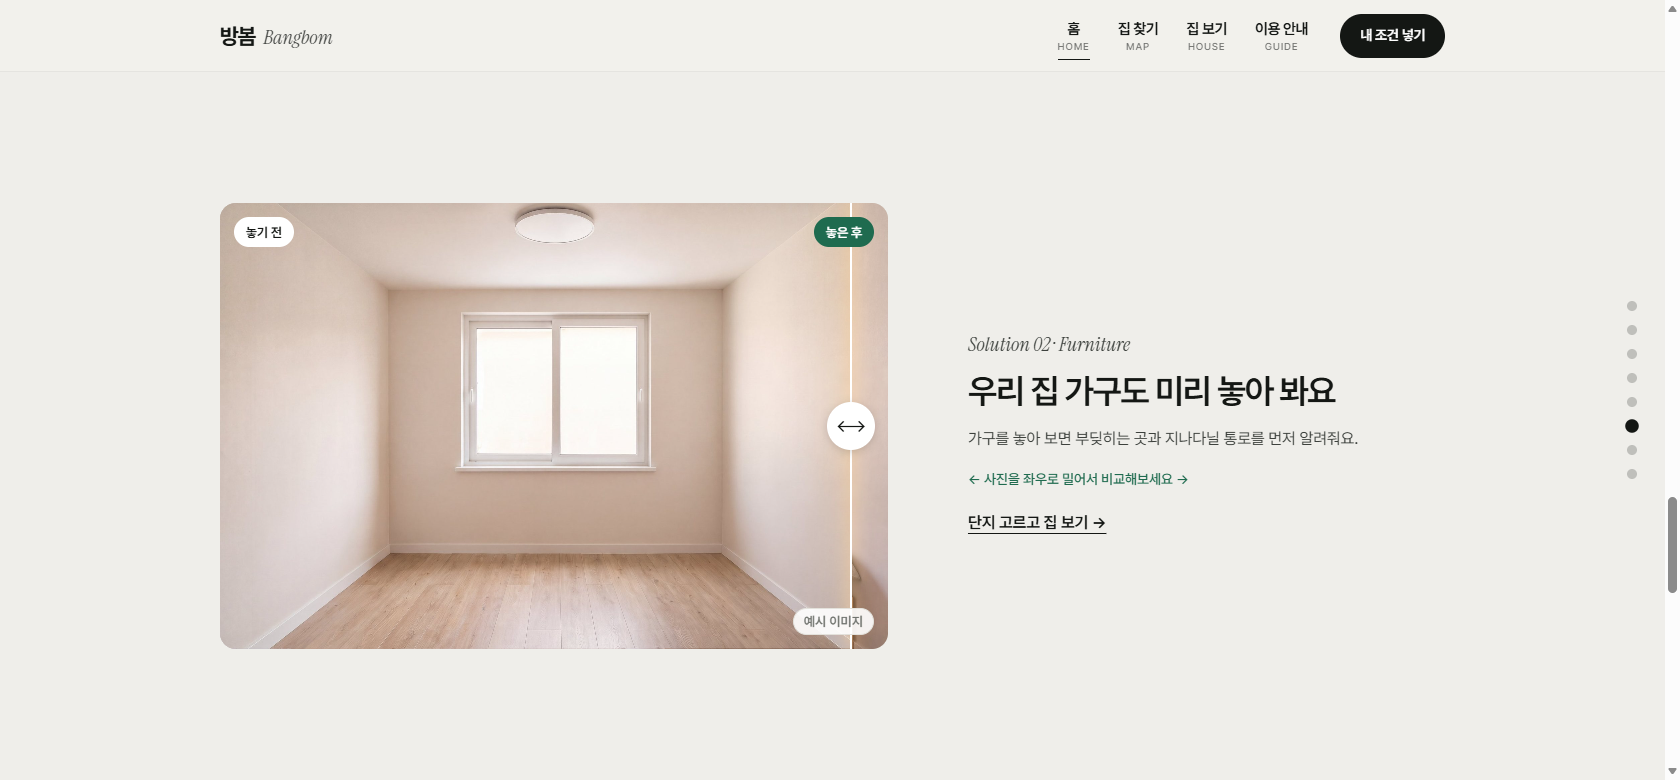 방봄 Bangbom
홈 집 찾기 집 보기 이용 안내 내 조건 넣기
HOME MAP HOUSE GUIDE
놓기 전 놓은 후
예시 이미지
Solution 02· Furniture
우리 집 가구도 미리 놓아 봐요
가구를 놓아 보면 부딪히는 곳과 지나다닐 통로를 먼저 알려줘요.
← 사진을 좌우로 밀어서 비교해보세요 →
단지 고르고 집 보기 →